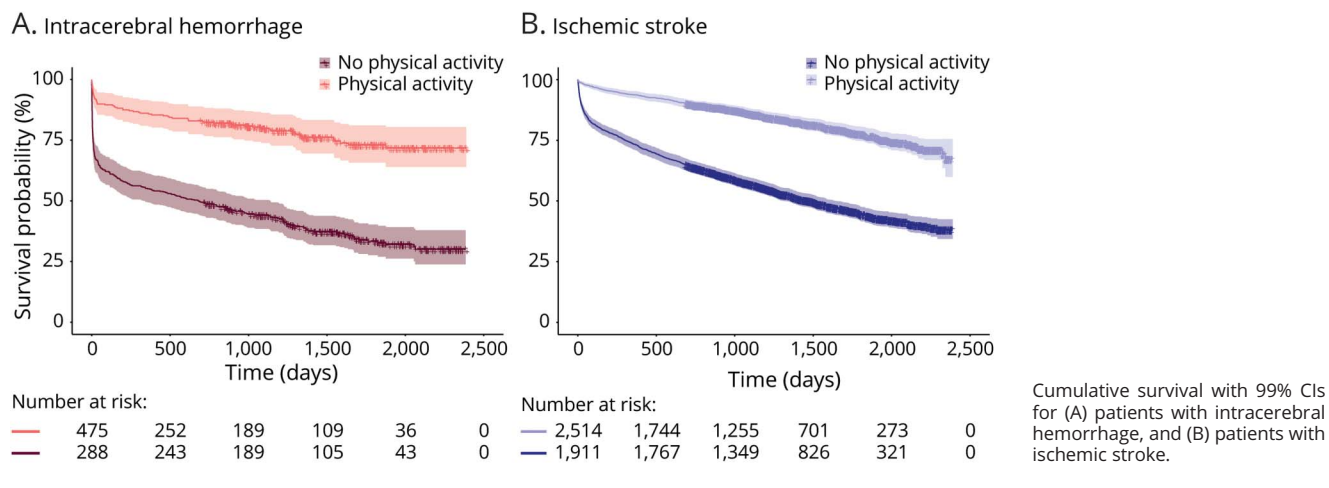 A. Intracerebral hemorrhage
No physical activity
Physical activity
Survival probability (%)
100
75
50
25
0
0 500 1,000 1,500 2,000 2,500
Time (days)
Number at risk:
475 252 189 109 36 0
288 243 189 105 43 0
B. Ischemic stroke
No physical activity
Physical activity
100
75
50
25
0
0 500 1,000 1,500 2,000 2,500
Time (days)
Number at risk:
2,514 1,744 1,255 701 273 0
1,911 1,767 1,349 826 321 0
Cumulative survival with 99% CIs
for (A) patients with intracerebral
hemorrhage, and (B) patients with
ischemic stroke.